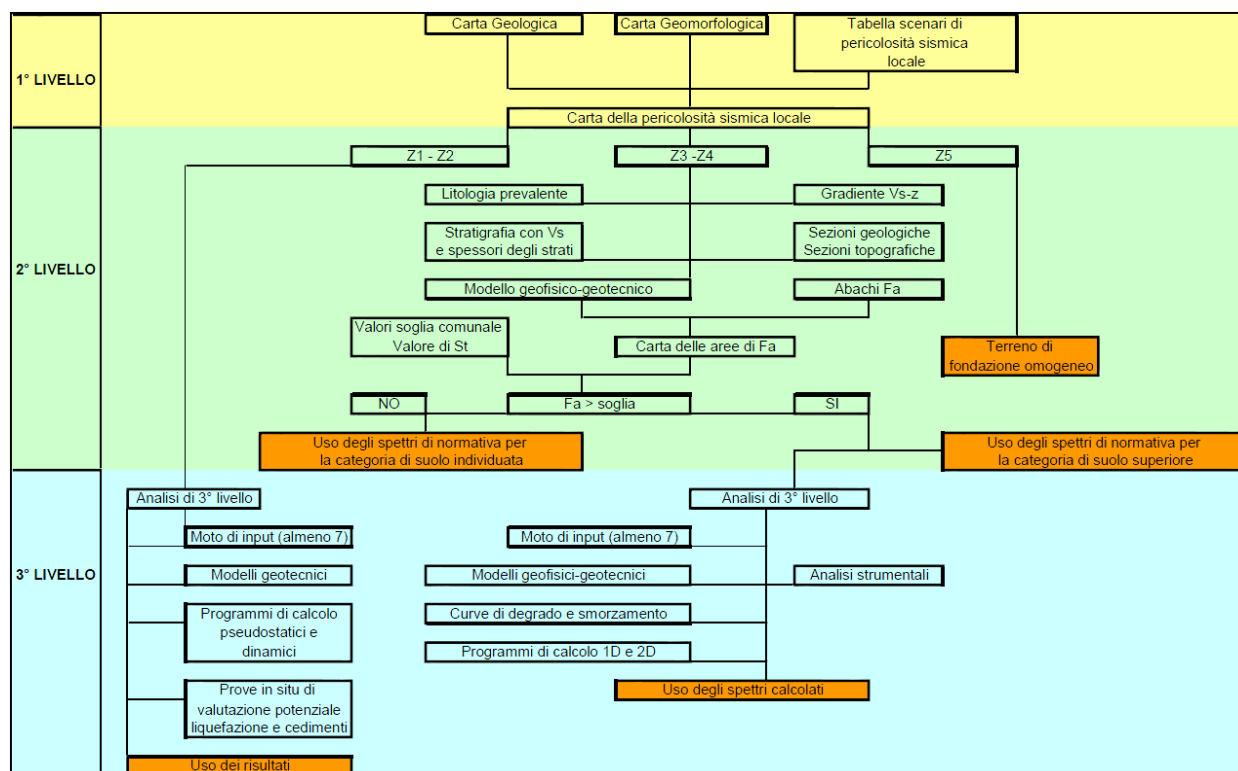 Carta Geologica
Carta Geomorfologica
Tabella scenari di
pericolosità sismica
locale
1° LIVELLO
Carta della pericolosità sismica locale
Z1 - Z2
Z3 -Z4
Z5
Litologia prevalente
Gradiente Vs-z
Stratigrafia con Vs
e spessori degli strati
Sezioni geologiche
Sezioni topografiche
2° LIVELLO
Modello geofisico-geotecnico
Abachi Fa
Valori soglia comunale
Valore di St
Carta delle aree di Fa
Terreno di
fondazione omogeneo
NO
Fa > soglia
SI
Uso degli spettri di normativa per
la categoria di suolo individuata
Uso degli spettri di normativa per
la categoria di suolo superiore
Analisi di 3° livello
Analisi di 3° livello
Moto di input (almeno 7)
Moto di input (almeno 7)
3° LIVELLO
Modelli geotecnici
Modelli geofisici-geotecnici
Analisi strumentali
Programmi di calcolo
pseudostatici e
dinamici
Curve di degrado e smorzamento
Programmi di calcolo 1D e 2D
Prove in situ di
valutazione potenziale
liquefazione e cedimenti
Uso degli spettri calcolati
Uso dei risultati